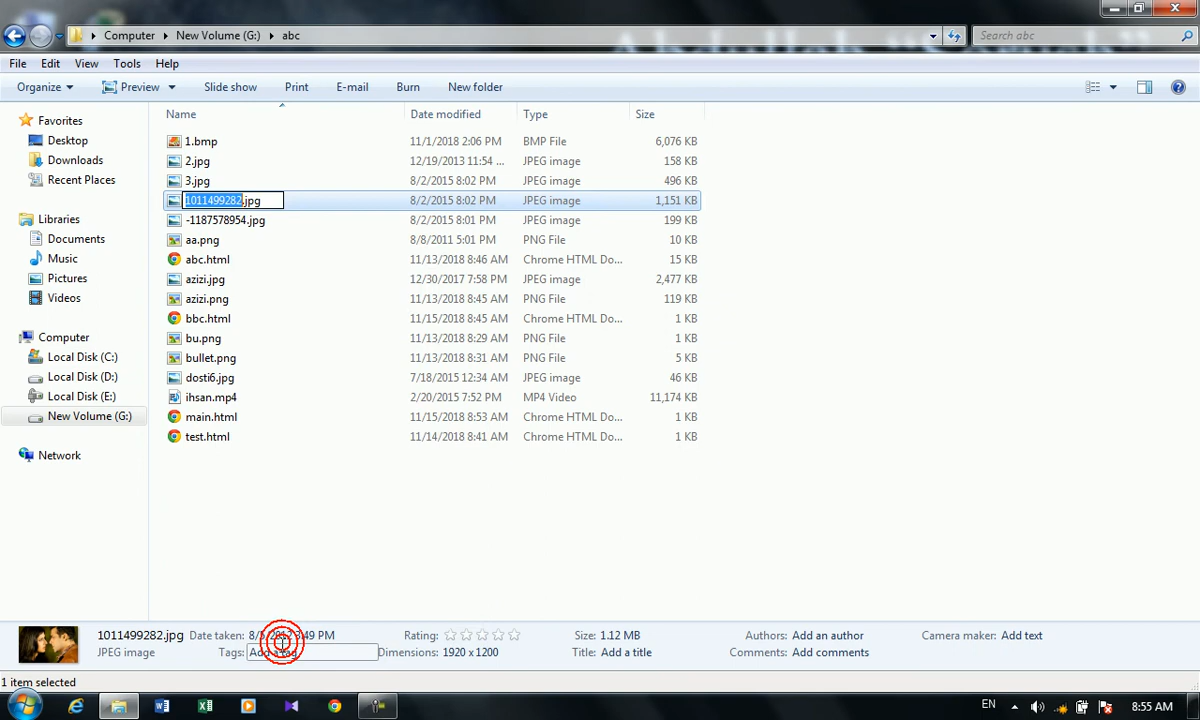 Computer New Volume (G:) abc Search abc
File Edit View Tools Help
Organize Preview Slide show Print E-mail Burn New folder
Name Date modified Type Size
Favorites
Desktop
Downloads
Recent Places
Libraries
Documents
Music
Pictures
Videos
Computer
Local Disk (C:)
Local Disk (D:)
Local Disk (E:)
New Volume (G:)
Network
1.bmp 11/1/2018 2:06 PM BMP File 6,076 KB
2.jpg 12/19/2013 11:54 ... JPEG image 158 KB
3.jpg 8/2/2015 8:02 PM JPEG image 496 KB
1011499282.jpg 8/2/2015 8:02 PM JPEG image 1,151 KB
-1187578954.jpg 8/2/2015 8:01 PM JPEG image 199 KB
aa.png 8/8/2011 5:01 PM PNG File 10 KB
abc.html 11/13/2018 8:46 AM Chrome HTML Do... 15 KB
azizi.jpg 12/30/2017 7:58 PM JPEG image 2,477 KB
azizi.png 11/13/2018 8:45 AM PNG File 119 KB
bbc.html 11/15/2018 8:45 AM Chrome HTML Do... 1 KB
bu.png 11/13/2018 8:29 AM PNG File 1 KB
bullet.png 11/13/2018 8:31 AM PNG File 5 KB
dosti6.jpg 7/18/2015 12:34 AM JPEG image 46 KB
ihsan.mp4 2/20/2015 7:52 PM MP4 Video 11,174 KB
main.html 11/15/2018 8:53 AM Chrome HTML Do... 1 KB
test.html 11/14/2018 8:41 AM Chrome HTML Do... 1 KB
1011499282.jpg Date taken: PM Rating: Size: 1.12 MB Authors: Add an author Camera maker: Add text
JPEG image Tags: Add a tag Dimensions: 1920 x 1200 Title: Add a title Comments: Add comments
1 item selected
EN 8:55 AM